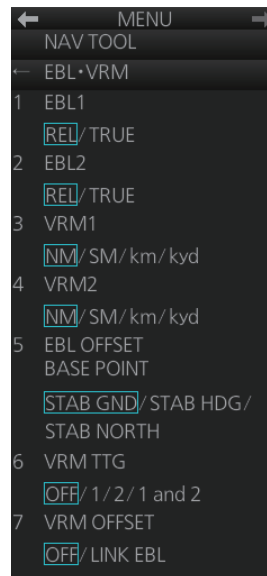 ← MENU →
NAV TOOL
← EBL•VRM
1 EBL1
REL/TRUE
2 EBL2
REL/TRUE
3 VRM1
NM/SM/km/kyd
4 VRM2
NM/SM/km/kyd
5 EBL OFFSET
BASE POINT
STAB GND/STAB HDG/
STAB NORTH
6 VRM TTG
OFF/1/2/1 and 2
7 VRM OFFSET
OFF/LINK EBL